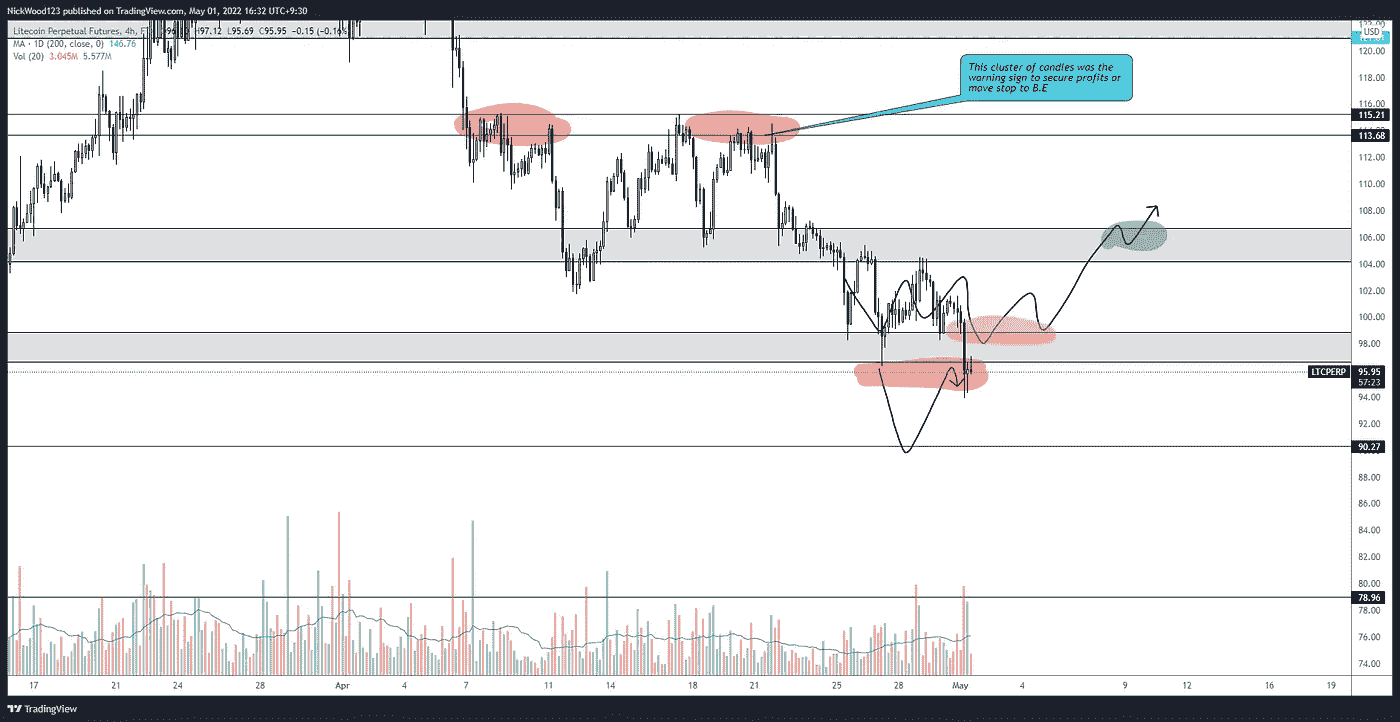 NickWood123 published on TradingView.com, May 01, 2022 16:32 UTC+9:30
Litecoin Perpetual Futures, 4h, H97.12 L95.69 C95.95 -0.15 (-0.16%)
MA · 1D (200, close, 0) 146.76
Vol (20) 3.045M 5.577M
This cluster of candles was the
warning sign to secure profits or
move stop to B.E
USD
120.00
118.00
116.00
115.21
113.68
112.00
110.00
108.00
106.00
104.00
102.00
100.00
98.00
LTCPERP 95.95
57:23
94.00
92.00
90.27
88.00
86.00
84.00
82.00
80.00
78.96
78.00
76.00
74.00
17 21 24 28 Apr 4 7 11 14 18 21 25 28 May 4 9 12 16 19
TradingView